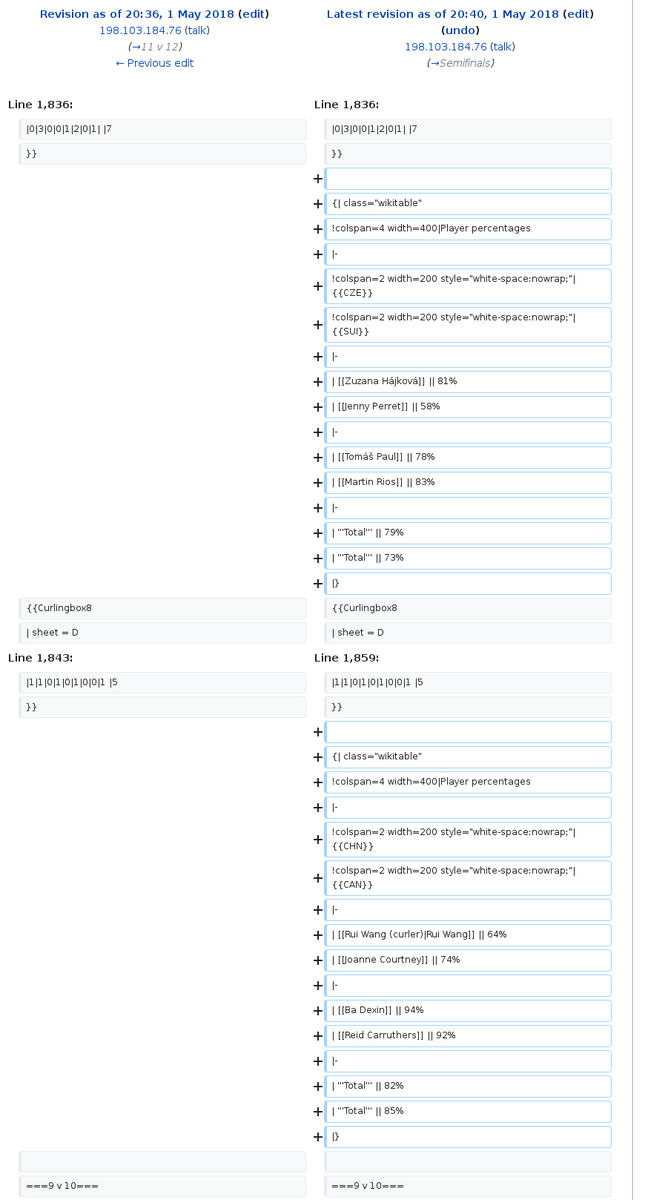 Revision as of 20:36, 1 May 2018 (edit)
198.103.184.76 (talk)
(→11 v 12)
← Previous edit
Latest revision as of 20:40, 1 May 2018 (edit)
(undo)
198.103.184.76 (talk)
(→Semifinals)
Line 1,836:
Line 1,836:
|0|3|0|0|1|2|0|1| |7
|0|3|0|0|1|2|0|1| |7
}}
}}
+
+ {| class="wikitable"
+ !colspan=4 width=400|Player percentages
+ |-
+ !colspan=2 width=200 style="white-space:nowrap;"|
{{CZE}}
+ !colspan=2 width=200 style="white-space:nowrap;"|
{{SUI}}
+ |-
+ | [[Zuzana Hájková]] || 81%
+ | [[Jenny Perret]] || 58%
+ |-
+ | [[Tomáš Paul]] || 78%
+ | [[Martin Rios]] || 83%
+ |-
+ | '''Total''' || 79%
+ | '''Total''' || 73%
+ |}
{{Curlingbox8
{{Curlingbox8
| sheet = D
| sheet = D
Line 1,843:
Line 1,859:
|1|1|0|1|0|1|0|0|1 |5
|1|1|0|1|0|1|0|0|1 |5
}}
}}
+
+ {| class="wikitable"
+ !colspan=4 width=400|Player percentages
+ |-
+ !colspan=2 width=200 style="white-space:nowrap;"|
{{CHN}}
+ !colspan=2 width=200 style="white-space:nowrap;"|
{{CAN}}
+ |-
+ | [[Rui Wang (curler)|Rui Wang]] || 64%
+ | [[Joanne Courtney]] || 74%
+ |-
+ | [[Ba Dexin]] || 94%
+ | [[Reid Carruthers]] || 92%
+ |-
+ | '''Total''' || 82%
+ | '''Total''' || 85%
+ |}
===9 v 10===
===9 v 10===